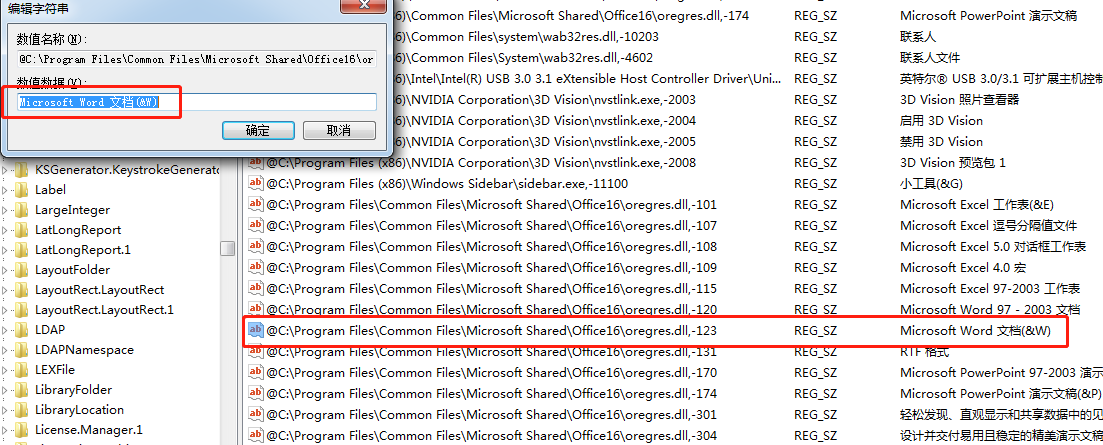 编辑字符串
数值名称(N):
@C:\Program Files\Common Files\Microsoft Shared\Office16\or
数值数据(V):
Microsoft Word 文档(&W)
确定
取消
KSGenerator.KeystrokeGenerato
Label
LargeInteger
LatLongReport
LatLongReport.1
LayoutFolder
LayoutRect.LayoutRect
LayoutRect.LayoutRect.1
LDAP
LDAPNamespace
LEXFile
LibraryFolder
LibraryLocation
License.Manager.1
)\Common Files\Microsoft Shared\Office16\oregres.dll,-174 REG_SZ Microsoft PowerPoint 演示文稿
)\Common Files\system\wab32res.dll,-10203 REG_SZ 联系人
)\Common Files\system\wab32res.dll,-4602 REG_SZ 联系人文件
)\Intel\Intel(R) USB 3.0 3.1 eXtensible Host Controller Driver\Uni... REG_SZ 英特尔® USB 3.0/3.1 可扩展主机控制
)\NVIDIA Corporation\3D Vision\nvstlink.exe,-2003 REG_SZ 3D Vision 照片查看器
)\NVIDIA Corporation\3D Vision\nvstlink.exe,-2004 REG_SZ 启用 3D Vision
)\NVIDIA Corporation\3D Vision\nvstlink.exe,-2005 REG_SZ 禁用 3D Vision
@C:\Program Files (x86)\NVIDIA Corporation\3D Vision\nvstlink.exe,-2008 REG_SZ 3D Vision 预览包 1
@C:\Program Files (x86)\Windows Sidebar\sidebar.exe,-11100 REG_SZ 小工具(&G)
@C:\Program Files\Common Files\Microsoft Shared\Office16\oregres.dll,-101 REG_SZ Microsoft Excel 工作表(&E)
@C:\Program Files\Common Files\Microsoft Shared\Office16\oregres.dll,-107 REG_SZ Microsoft Excel 逗号分隔值文件
@C:\Program Files\Common Files\Microsoft Shared\Office16\oregres.dll,-108 REG_SZ Microsoft Excel 5.0 对话框工作表
@C:\Program Files\Common Files\Microsoft Shared\Office16\oregres.dll,-109 REG_SZ Microsoft Excel 4.0 宏
@C:\Program Files\Common Files\Microsoft Shared\Office16\oregres.dll,-115 REG_SZ Microsoft Excel 97-2003 工作表
@C:\Program Files\Common Files\Microsoft Shared\Office16\oregres.dll,-120 REG_SZ Microsoft Word 97 - 2003 文档
@C:\Program Files\Common Files\Microsoft Shared\Office16\oregres.dll,-123 REG_SZ Microsoft Word 文档(&W)
@C:\Program Files\Common Files\Microsoft Shared\Office16\oregres.dll,-131 REG_SZ RTF 格式
@C:\Program Files\Common Files\Microsoft Shared\Office16\oregres.dll,-170 REG_SZ Microsoft PowerPoint 97-2003 演示
@C:\Program Files\Common Files\Microsoft Shared\Office16\oregres.dll,-174 REG_SZ Microsoft PowerPoint 演示文稿(&P)
@C:\Program Files\Common Files\Microsoft Shared\Office16\oregres.dll,-301 REG_SZ 轻松发现、直观显示和共享数据中的见
@C:\Program Files\Common Files\Microsoft Shared\Office16\oregres.dll,-304 REG_SZ 设计并交付易用且稳定的精美演示文稿